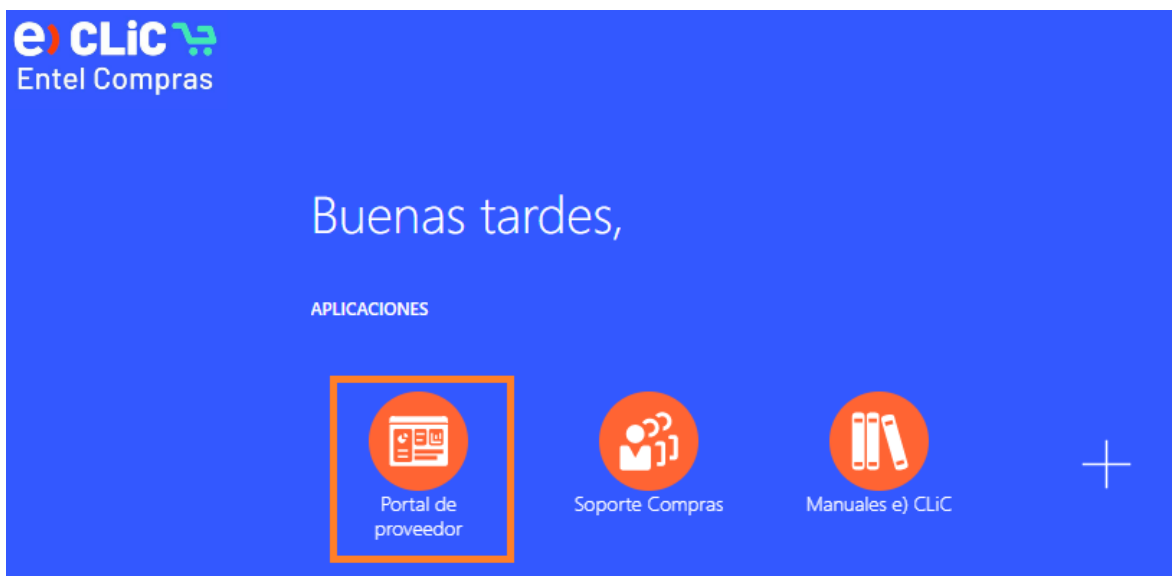 e) CLiC
Entel Compras
Buenas tardes,
APLICACIONES
Portal de
proveedor
Soporte Compras
Manuales e) CLiC